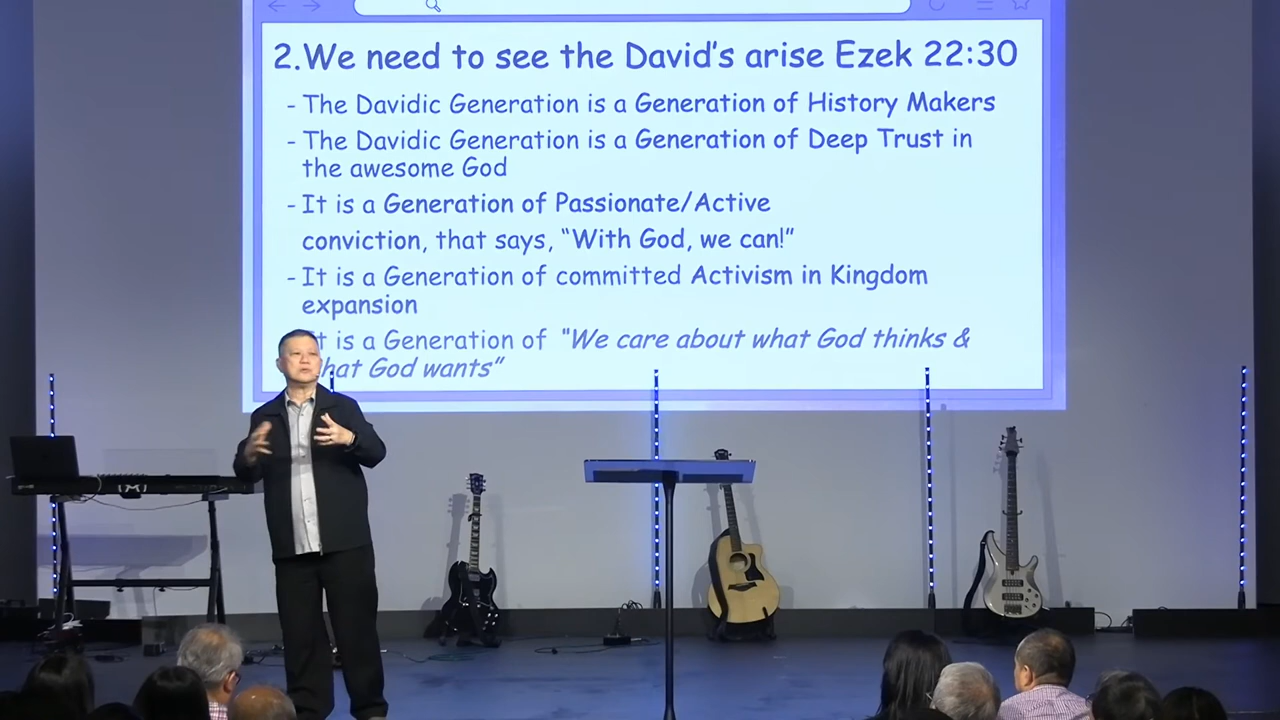 2.We need to see the David's arise Ezek 22:30
- The Davidic Generation is a Generation of History Makers
- The Davidic Generation is a Generation of Deep Trust in
the awesome God
- It is a Generation of Passionate/Active
conviction, that says, "With God, we can!"
- It is a Generation of committed Activism in Kingdom
expansion
is a Generation of "We care about what God thinks &
God wants"